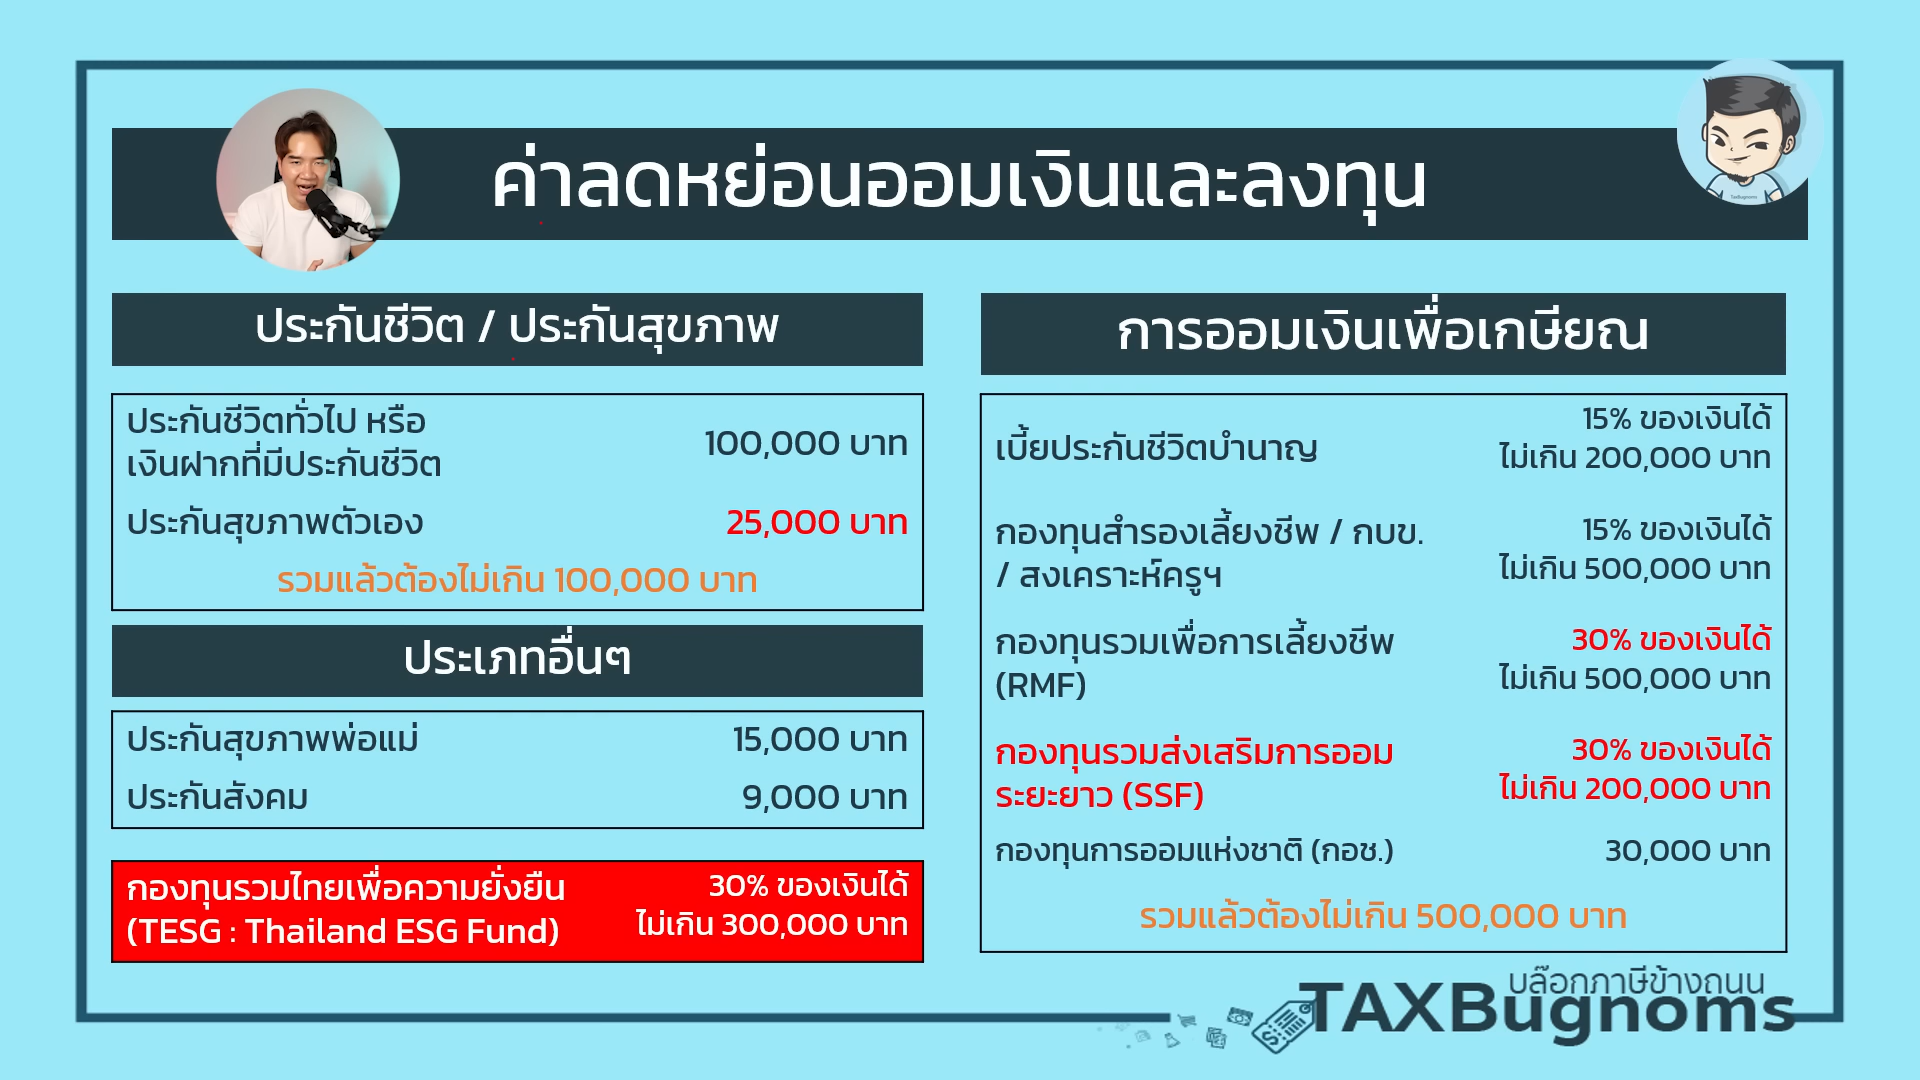 ค่าลดหย่อนออมเงินและลงทุน
ประกันชีวิต / ประกันสุขภาพ
ประกันชีวิตทั่วไป หรือ
เงินฝากที่มีประกันชีวิต
100,000 บาท
ประกันสุขภาพตัวเอง
25,000 บาท
รวมแล้วต้องไม่เกิน 100,000 บาท
ประเภทอื่นๆ
ประกันสุขภาพพ่อแม่
15,000 บาท
ประกันสังคม
9,000 บาท
กองทุนรวมไทยเพื่อความยั่งยืน
(TESG : Thailand ESG Fund)
30% ของเงินได้
ไม่เกิน 300,000 บาท
การออมเงินเพื่อเกษียณ
เบี้ยประกันชีวิตบำนาญ
15% ของเงินได้
ไม่เกิน 200,000 บาท
กองทุนสำรองเลี้ยงชีพ / กบข.
/ สงเคราะห์ครูฯ
15% ของเงินได้
ไม่เกิน 500,000 บาท
กองทุนรวมเพื่อการเลี้ยงชีพ
(RMF)
30% ของเงินได้
ไม่เกิน 500,000 บาท
กองทุนรวมส่งเสริมการออม
ระยะยาว (SSF)
30% ของเงินได้
ไม่เกิน 200,000 บาท
กองทุนการออมแห่งชาติ (กอช.)
30,000 บาท
รวมแล้วต้องไม่เกิน 500,000 บาท
บล๊อกภาษีข้างถนน
TAXBugnoms